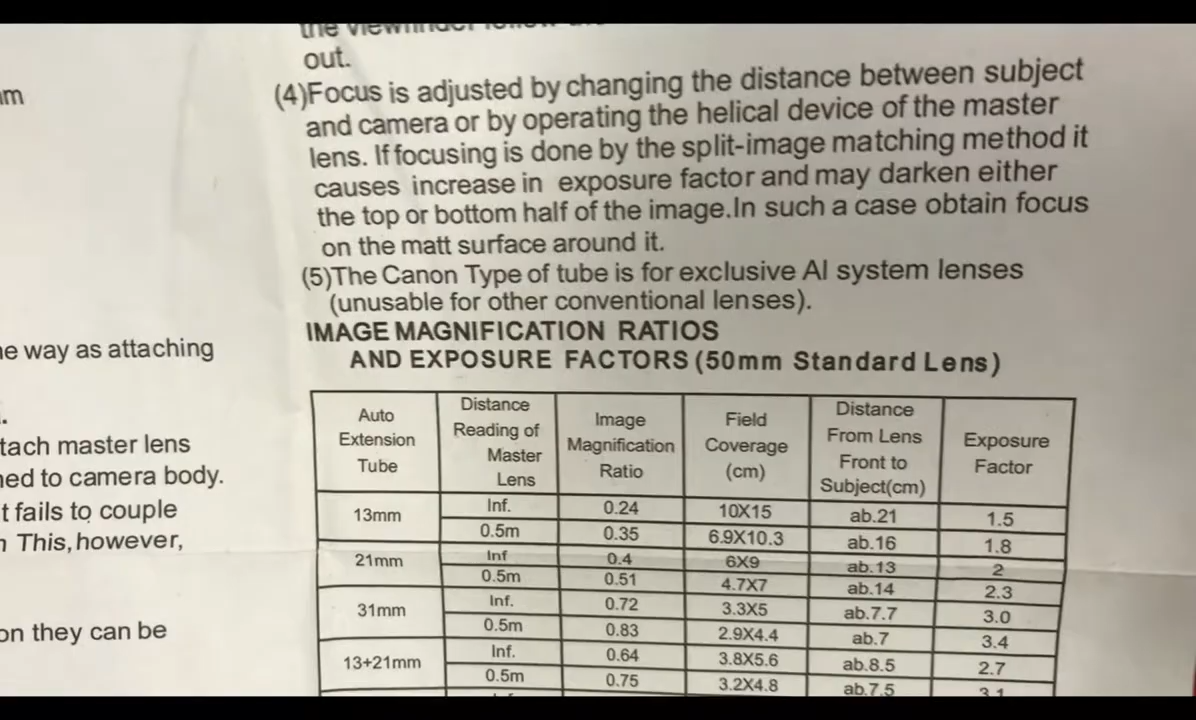 the viewfinder follow
out.
(4)Focus is adjusted by changing the distance between subject
and camera or by operating the helical device of the master
lens. If focusing is done by the split-image matching method it
causes increase in exposure factor and may darken either
the top or bottom half of the image.In such a case obtain focus
on the matt surface around it.
(5)The Canon Type of tube is for exclusive AI system lenses
(unusable for other conventional lenses).
IMAGE MAGNIFICATION RATIOS
AND EXPOSURE FACTORS (50mm Standard Lens)
Auto Extension Tube
Distance Reading of Master Lens
Image Magnification Ratio
Field Coverage (cm)
Distance From Lens Front to Subject(cm)
Exposure Factor
13mm Inf. 0.24 10X15 ab.21 1.5
0.5m 0.35 6.9X10.3 ab.16 1.8
21mm Inf 0.4 6X9 ab.13 2
0.5m 0.51 4.7X7 ab.14 2.3
31mm Inf. 0.72 3.3X5 ab.7.7 3.0
0.5m 0.83 2.9X4.4 ab.7 3.4
13+21mm Inf. 0.64 3.8X5.6 ab.8.5 2.7
0.5m 0.75 3.2X4.8 ab.7.5 3.1
way as attaching
tach master lens
to camera body.
t fails to couple
This, however,
on they can be